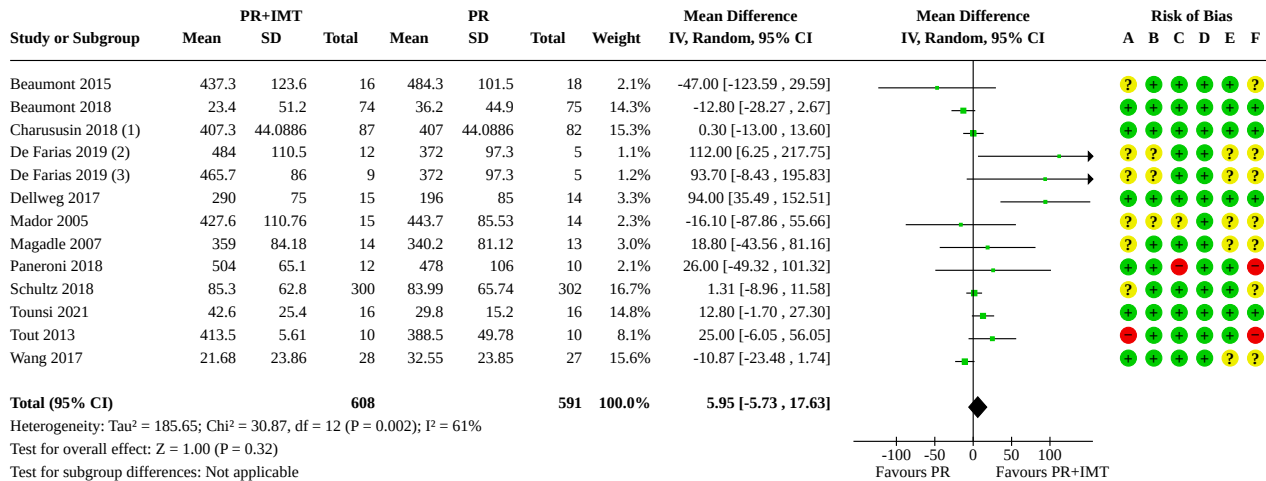 PR+IMT PR Mean Difference Mean Difference Risk of Bias
Study or Subgroup Mean SD Total Mean SD Total Weight IV, Random, 95% CI IV, Random, 95% CI A B C D E F
Beaumont 2015 437.3 123.6 16 484.3 101.5 18 2.1% -47.00 [-123.59 , 29.59] ? + + + + ?
Beaumont 2018 23.4 51.2 74 36.2 44.9 75 14.3% -12.80 [-28.27 , 2.67] + + + + + +
Charususin 2018 (1) 407.3 44.0886 87 407 44.0886 82 15.3% 0.30 [-13.00 , 13.60] + + + + + +
De Farias 2019 (2) 484 110.5 12 372 97.3 5 1.1% 112.00 [6.25 , 217.75] ? ? + + ? ?
De Farias 2019 (3) 465.7 86 9 372 97.3 5 1.2% 93.70 [-8.43 , 195.83] ? ? + + ? ?
Dellweg 2017 290 75 15 196 85 14 3.3% 94.00 [35.49 , 152.51] + + + + + +
Mador 2005 427.6 110.76 15 443.7 85.53 14 2.3% -16.10 [-87.86 , 55.66] ? ? ? + ? ?
Magadle 2007 359 84.18 14 340.2 81.12 13 3.0% 18.80 [-43.56 , 81.16] ? + + + ? ?
Paneroni 2018 504 65.1 12 478 106 10 2.1% 26.00 [-49.32 , 101.32] + + − + + −
Schultz 2018 85.3 62.8 300 83.99 65.74 302 16.7% 1.31 [-8.96 , 11.58] ? + + + + ?
Tounsi 2021 42.6 25.4 16 29.8 15.2 16 14.8% 12.80 [-1.70 , 27.30] + + + + + +
Tout 2013 413.5 5.61 10 388.5 49.78 10 8.1% 25.00 [-6.05 , 56.05] − + + + + −
Wang 2017 21.68 23.86 28 32.55 23.85 27 15.6% -10.87 [-23.48 , 1.74] + + + + ? ?
Total (95% CI) 608 591 100.0% 5.95 [-5.73 , 17.63]
Heterogeneity: Tau² = 185.65; Chi² = 30.87, df = 12 (P = 0.002); I² = 61%
Test for overall effect: Z = 1.00 (P = 0.32)
Test for subgroup differences: Not applicable
-100 -50 0 50 100
Favours PR Favours PR+IMT